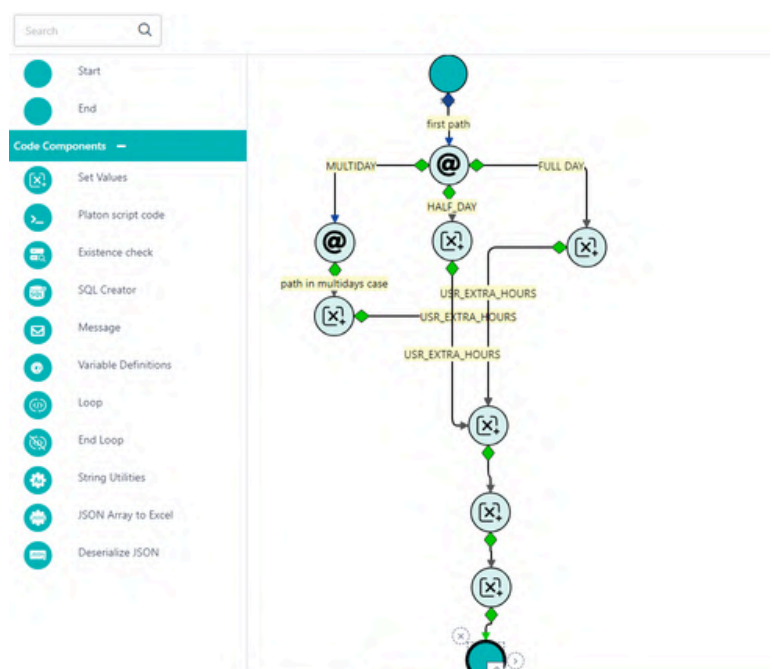 Search
Start
End
Code Components
Set Values
Platon script code
Existence check
SQL Creator
Message
Variable Definitions
Loop
End Loop
String Utilities
JSON Array to Excel
Deserialize JSON
first path
@
MULTIDAY
FULL DAY
HALF_DAY
@
path in multidays case
USR_EXTRA_HOURS
USR_EXTRA_HOURS
USR_EXTRA_HOURS